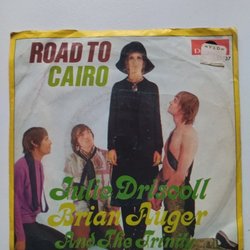 ROAD TO
CAIRO
Julie Driscoll
Brian Auger
And The Trinity